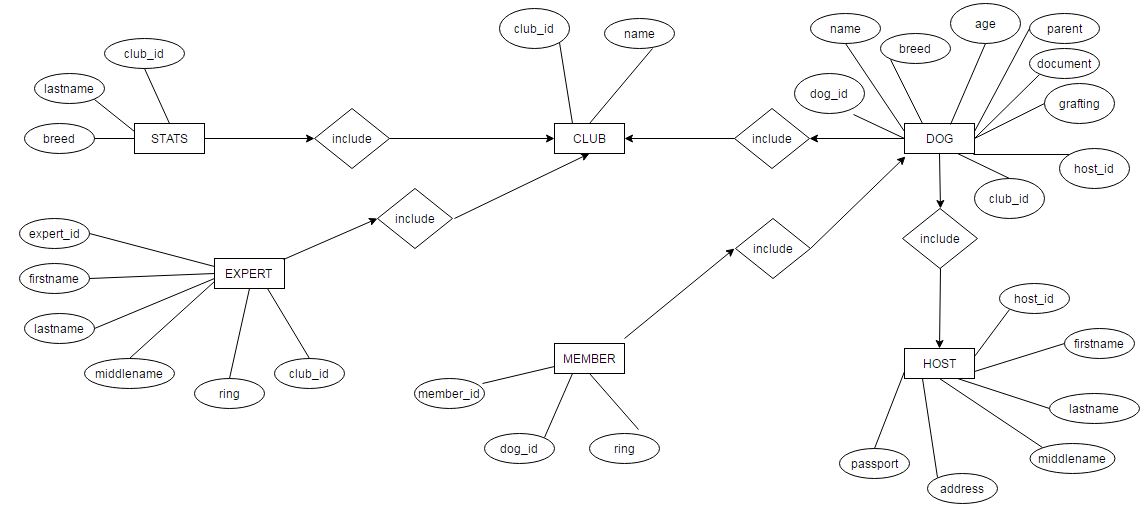 club_id
name
name
breed
age
parent
document
grafting
dog_id
club_id
lastname
breed
STATS
include
CLUB
include
DOG
host_id
club_id
include
include
include
expert_id
firstname
lastname
middlename
ring
club_id
EXPERT
MEMBER
member_id
dog_id
ring
HOST
host_id
firstname
lastname
middlename
address
passport